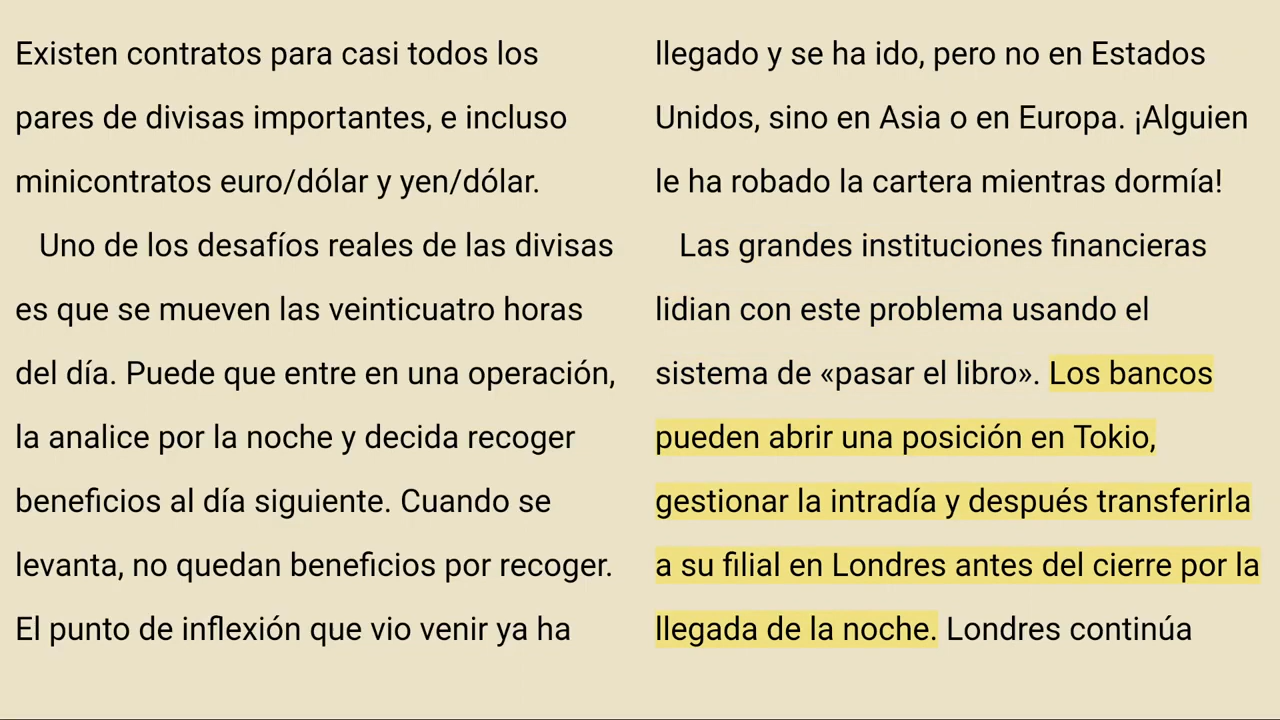 Existen contratos para casi todos los
pares de divisas importantes, e incluso
minicontratos euro/dólar y yen/dólar.
Uno de los desafíos reales de las divisas
es que se mueven las veinticuatro horas
del día. Puede que entre en una operación,
la analice por la noche y decida recoger
beneficios al día siguiente. Cuando se
levanta, no quedan beneficios por recoger.
El punto de inflexión que vio venir ya ha
llegado y se ha ido, pero no en Estados
Unidos, sino en Asia o en Europa. ¡Alguien
le ha robado la cartera mientras dormía!
Las grandes instituciones financieras
lidian con este problema usando el
sistema de «pasar el libro». Los bancos
pueden abrir una posición en Tokio,
gestionar la intradía y después transferirla
a su filial en Londres antes del cierre por la
llegada de la noche. Londres continúa